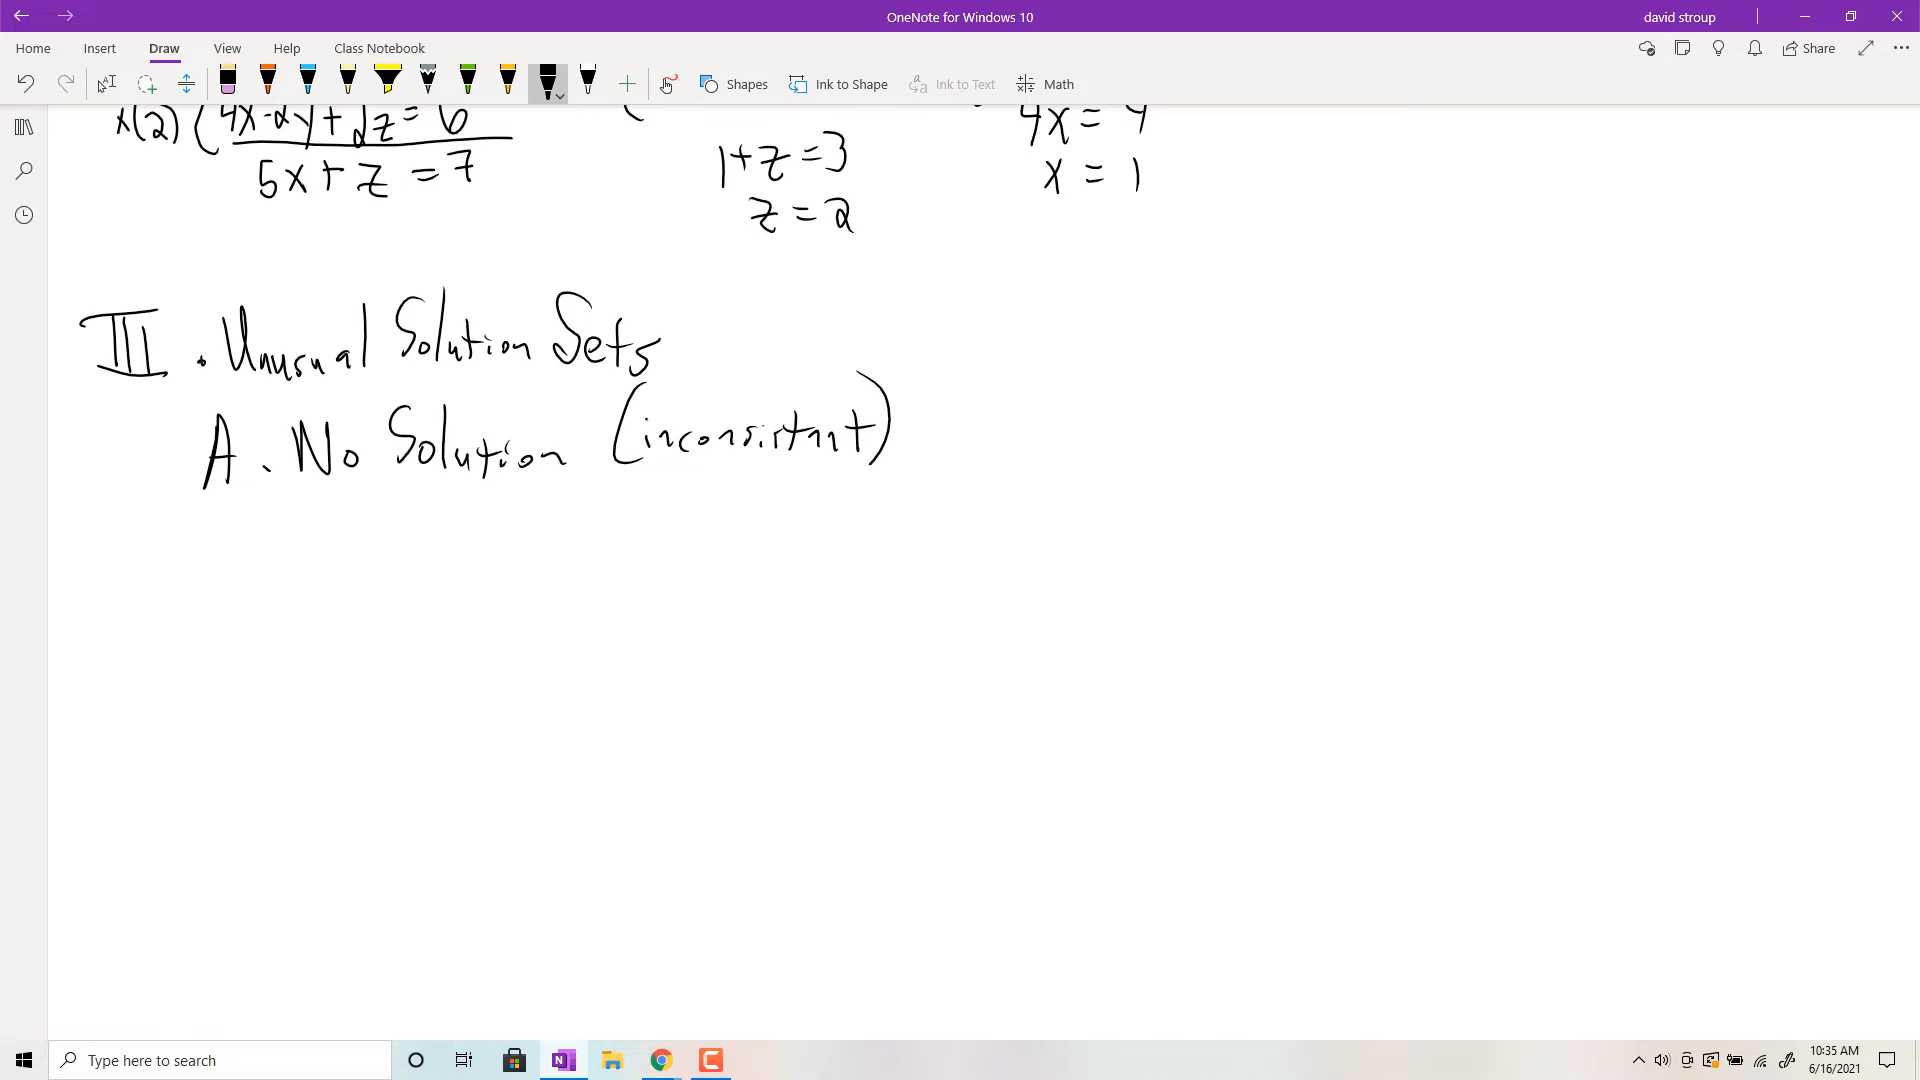 OneNote for Windows 10
david stroup
Home Insert Draw View Help Class Notebook
Share
Shapes Ink to Shape Ink to Text Math
x(2) ( 4x-2y+2z=6
4x = 4
5x + z = 7
1+z=3
x = 1
z = 2
III. Unusual Solution Sets
A. No Solution (inconsistant)
Type here to search
10:35 AM
6/16/2021